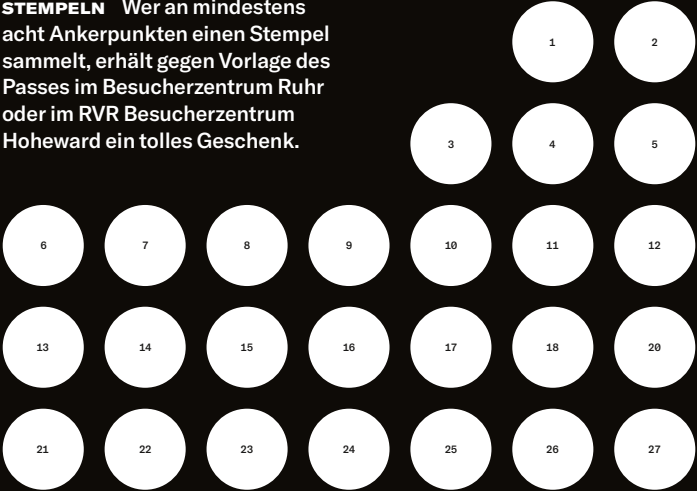 STEMPELN Wer an mindestens
acht Ankerpunkten einen Stempel
sammelt, erhält gegen Vorlage des
Passes im Besucherzentrum Ruhr
oder im RVR Besucherzentrum
Hoheward ein tolles Geschenk.
1 2
3 4 5
6 7 8 9 10 11 12
13 14 15 16 17 18 20
21 22 23 24 25 26 27